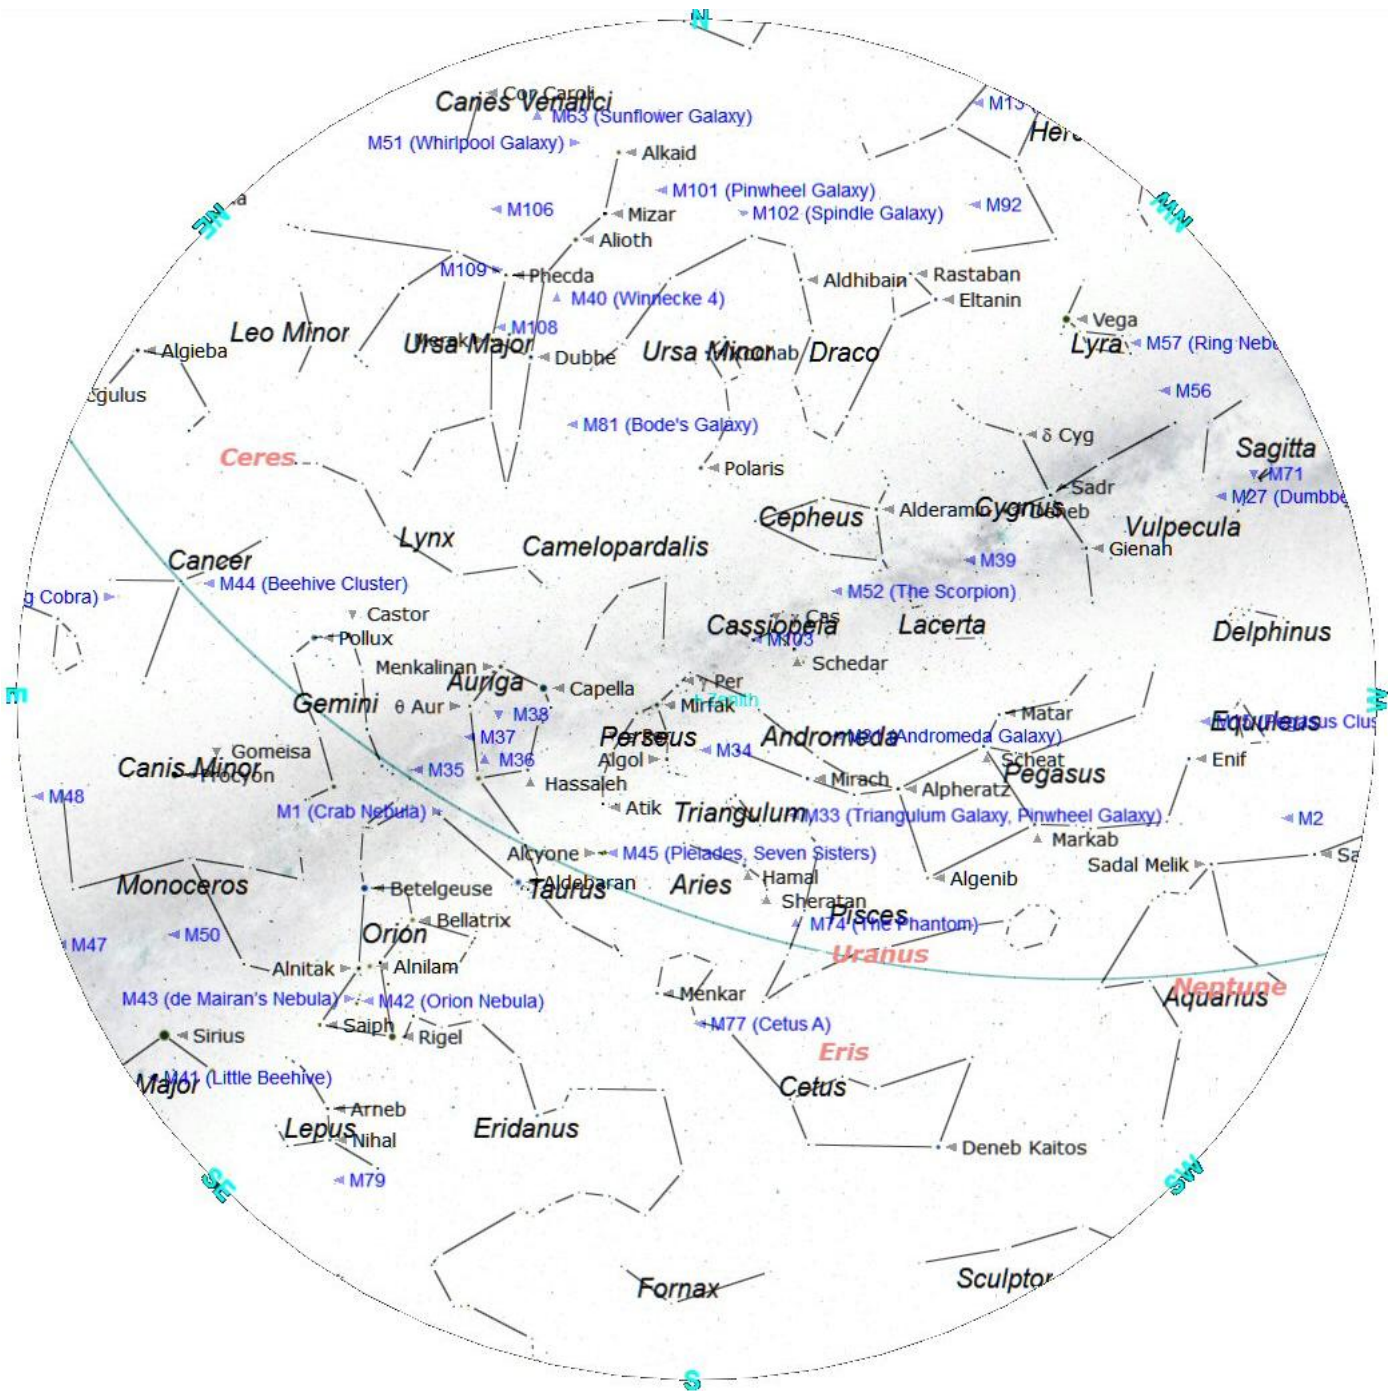 N
Cor Caroli
Canes Venatici
M13
M63 (Sunflower Galaxy)
M51 (Whirlpool Galaxy)
Alkaid
M101 (Pinwheel Galaxy)
M106
Mizar
M102 (Spindle Galaxy)
M92
NE
NW
Alioth
M109
Phecda
Aldhibain
Rastaban
M40 (Winnecke 4)
Eltanin
Leo Minor
M108
Vega
Ursa Major
Ursa Minor
Draco
Lyra
Algieba
Dubhe
M56
M81 (Bode's Galaxy)
δ Cyg
Ceres
Sagitta
Polaris
M71
Sadr
Cepheus
Alderamin
Cygnus
Vulpecula
Lynx
Camelopardalis
Gienah
Cancer
M39
M44 (Beehive Cluster)
g Cobra)
M52 (The Scorpion)
Castor
Cas
Cassiopeia
Lacerta
Delphinus
Pollux
M103
Menkalinan
Schedar
Auriga
Capella
γ Per
E
W
Gemini
θ Aur
Zenith
Mirfak
M38
Matar
Equuleus
M37
Perseus
Andromeda
M31 (Andromeda Galaxy)
Gomeisa
M34
M36
Algol
Scheat
Enif
Canis Minor
Procyon
M35
Pegasus
Hassaleh
Mirach
Alpheratz
M48
M1 (Crab Nebula)
Atik
Triangulum
M33 (Triangulum Galaxy, Pinwheel Galaxy)
M2
Markab
Alcyone
M45 (Pleiades, Seven Sisters)
Sadal Melik
Sa
Monoceros
Betelgeuse
Aldebaran
Taurus
Aries
Hamal
Algenib
Sheratan
Bellatrix
Pisces
M74 (The Phantom)
M50
Orion
M47
Uranus
Alnitak
Alnilam
Neptune
M43 (de Mairan's Nebula)
M42 (Orion Nebula)
Menkar
Aquarius
Saiph
M77 (Cetus A)
Sirius
Rigel
Eris
Major
M41 (Little Beehive)
Cetus
Arneb
Lepus
Eridanus
Nihal
Deneb Kaitos
SE
M79
SW
Fornax
Sculptor
S